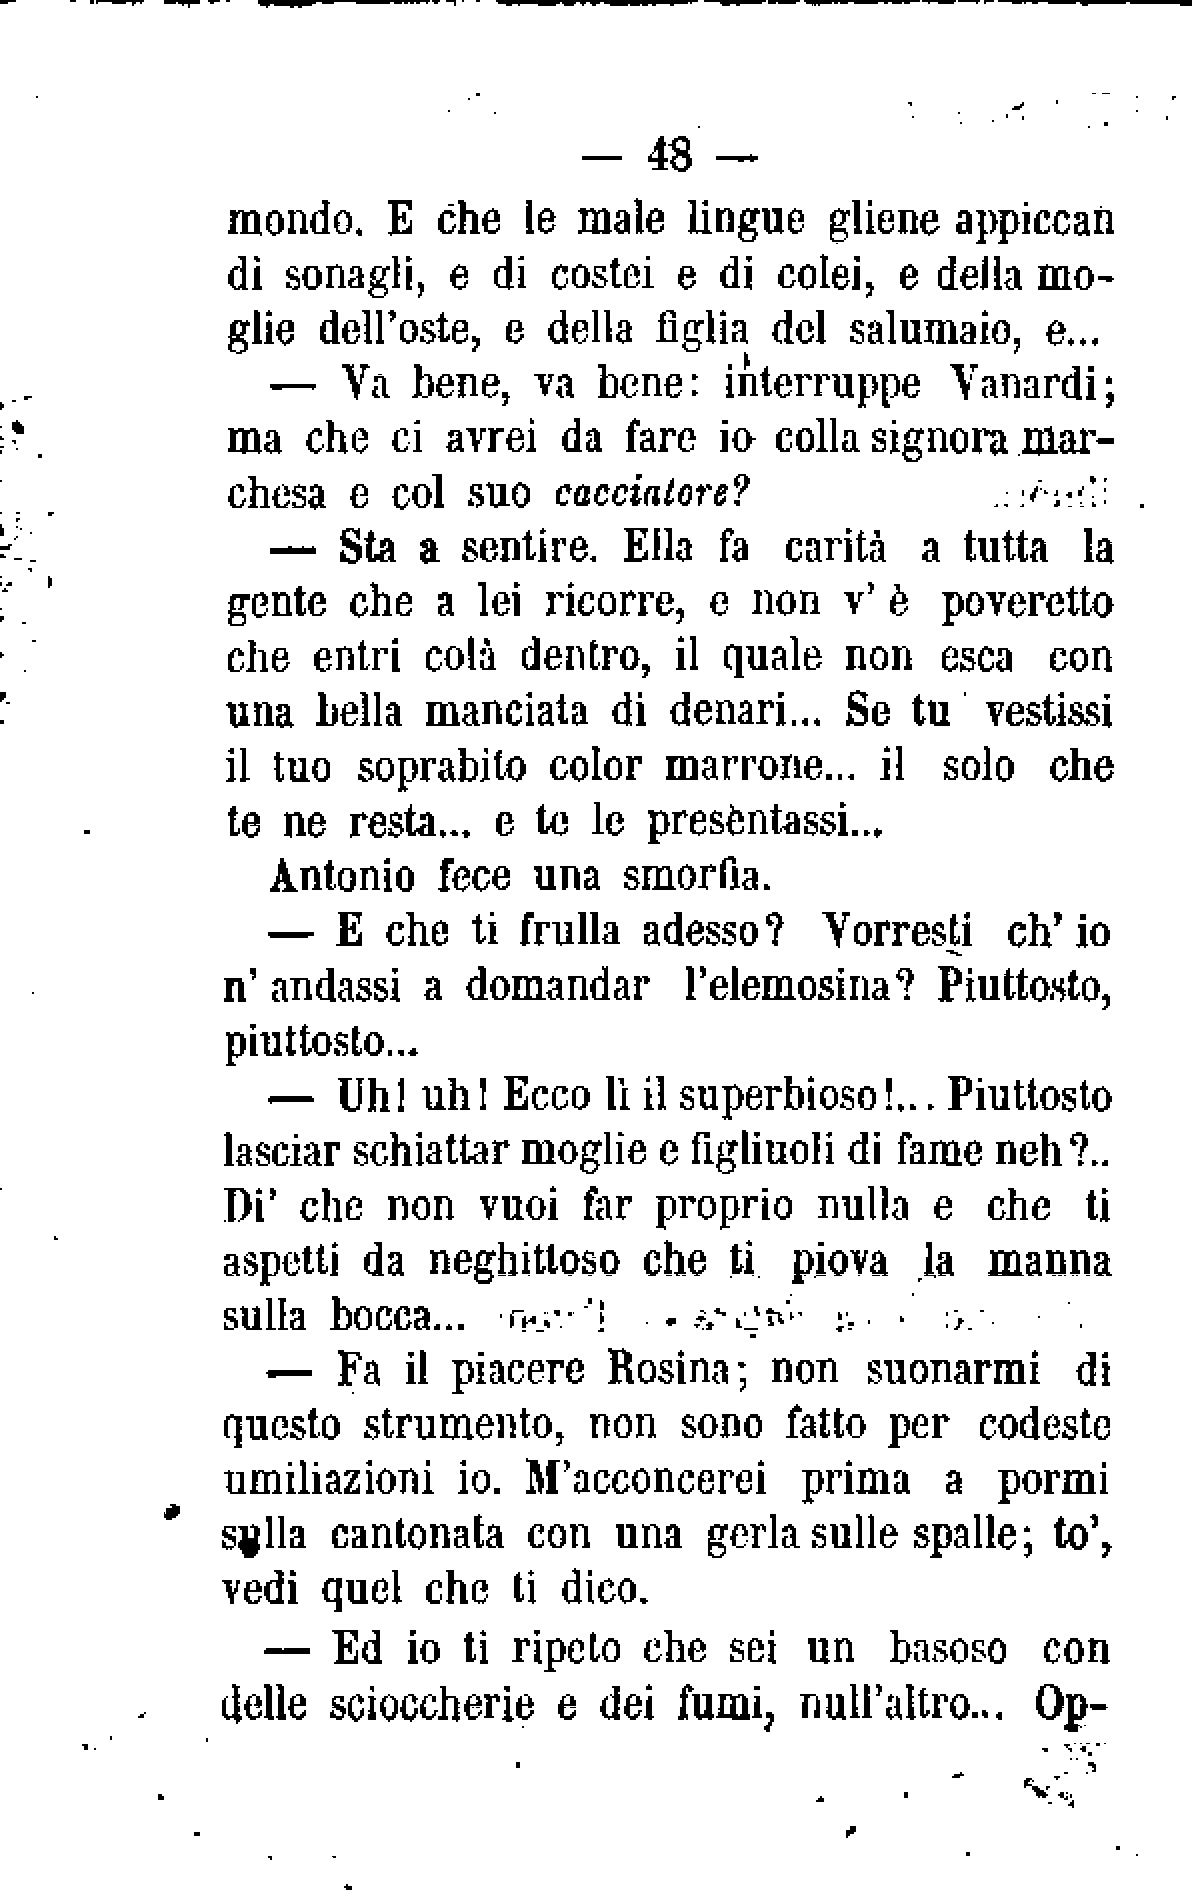 — 48 —
mondo. E che le male lingue gliene appiccan
di sonagli, e di costei e di colei, e della mo-
glie dell'oste, e della figlia del salumaio, e...
— Va bene, va bene: interruppe Vanardi;
ma che ci avrei da fare io colla signora mar-
chesa e col suo cacciatore?
— Sta a sentire. Ella fa carità a tutta la
gente che a lei ricorre, e non v' è poveretto
che entri colà dentro, il quale non esca con
una bella manciata di denari... Se tu vestissi
il tuo soprabito color marrone... il solo che
te ne resta... e te le presentassi...
Antonio fece una smorfia.
— E che ti frulla adesso? Vorresti ch' io
n' andassi a domandar l'elemosina? Piuttosto,
piuttosto...
— Uh! uh! Ecco lì il superbioso!... Piuttosto
lasciar schiattar moglie e figliuoli di fame neh?..
Di' che non vuoi far proprio nulla e che ti
aspetti da neghittoso che ti piova la manna
sulla bocca...
— Fa il piacere Rosina; non suonarmi di
questo strumento, non sono fatto per codeste
umiliazioni io. M'acconcerei prima a pormi
sulla cantonata con una gerla sulle spalle; to',
vedi quel che ti dico.
— Ed io ti ripeto che sei un basoso con
delle scioccherie e dei fumi, null'altro... Op-